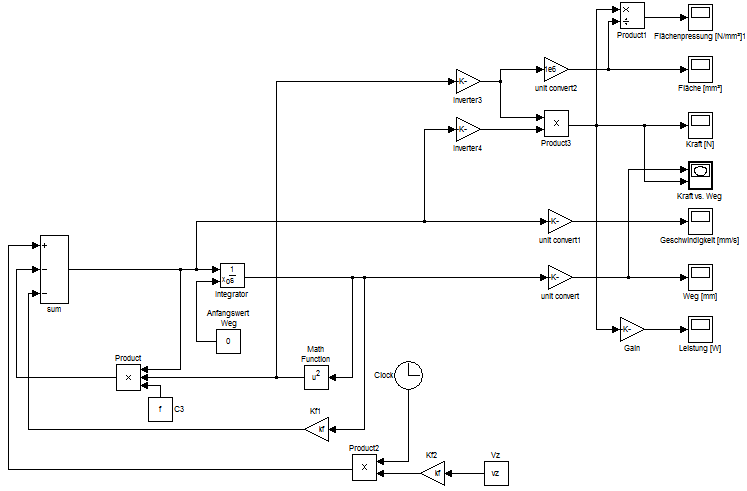 ×
÷
Product1
Flächenpressung [N/mm²]1
-K-
Inverter3
1e6
unit convert2
Fläche [mm²]
-K-
Inverter4
X
Product3
Kraft [N]
Kraft vs. Weg
-K-
unit convert1
Geschwindigkeit [mm/s]
+
−
−
sum
1
s
xo
Integrator
-K-
unit convert
Weg [mm]
Anfangswert
Weg
0
-K-
Gain
Leistung [W]
Product
X
Math
Function
u²
Clock
f
C3
Kf1
kf
Product2
X
Kf2
kf
Vz
vz